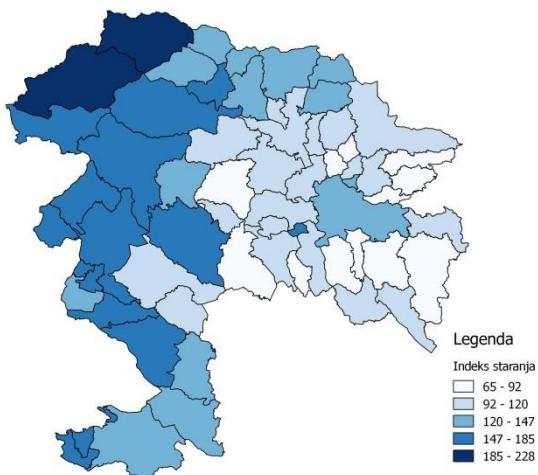 Legenda
Indeks staranja
65 - 92
92 - 120
120 - 147
147 - 185
185 - 228